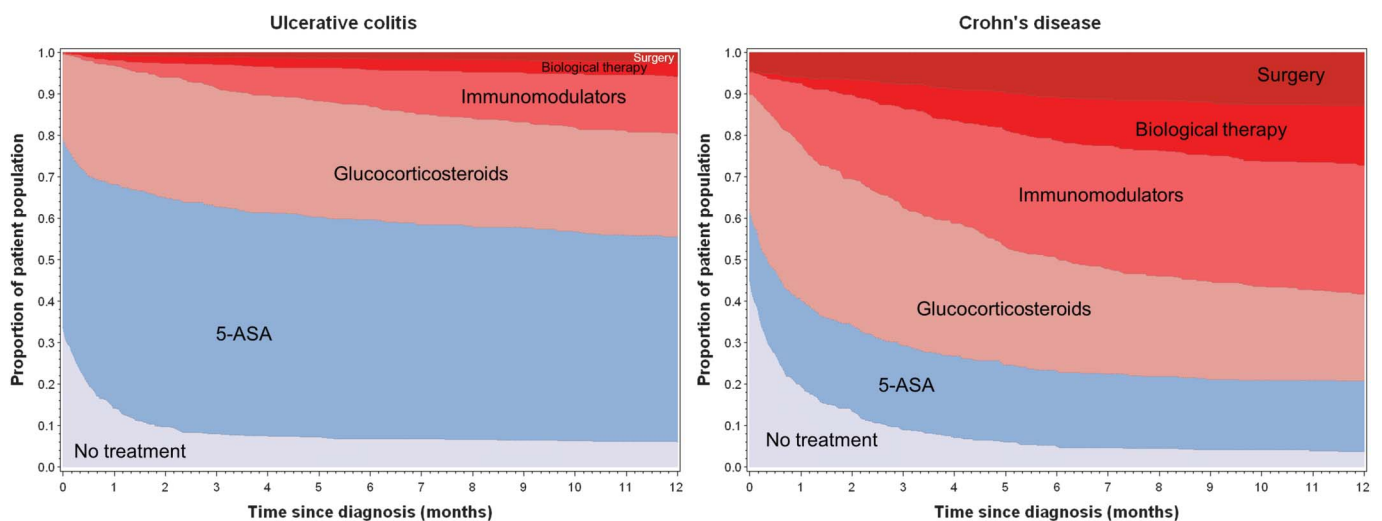 Ulcerative colitis
Proportion of patient population
1.0
0.9
0.8
0.7
0.6
0.5
0.4
0.3
0.2
0.1
0.0
Surgery
Biological therapy
Immunomodulators
Glucocorticosteroids
5-ASA
No treatment
0 1 2 3 4 5 6 7 8 9 10 11 12
Time since diagnosis (months)
Crohn's disease
Proportion of patient population
1.0
0.9
0.8
0.7
0.6
0.5
0.4
0.3
0.2
0.1
0.0
Surgery
Biological therapy
Immunomodulators
Glucocorticosteroids
5-ASA
No treatment
0 1 2 3 4 5 6 7 8 9 10 11 12
Time since diagnosis (months)